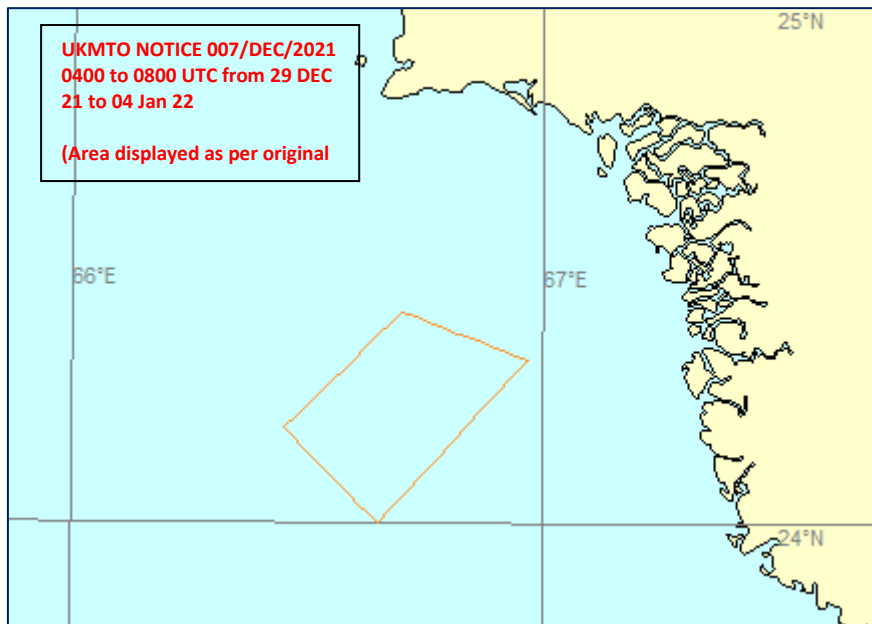 25°N
UKMTO NOTICE 007/DEC/2021
0400 to 0800 UTC from 29 DEC
21 to 04 Jan 22
(Area displayed as per original
66°E
67°E
24°N